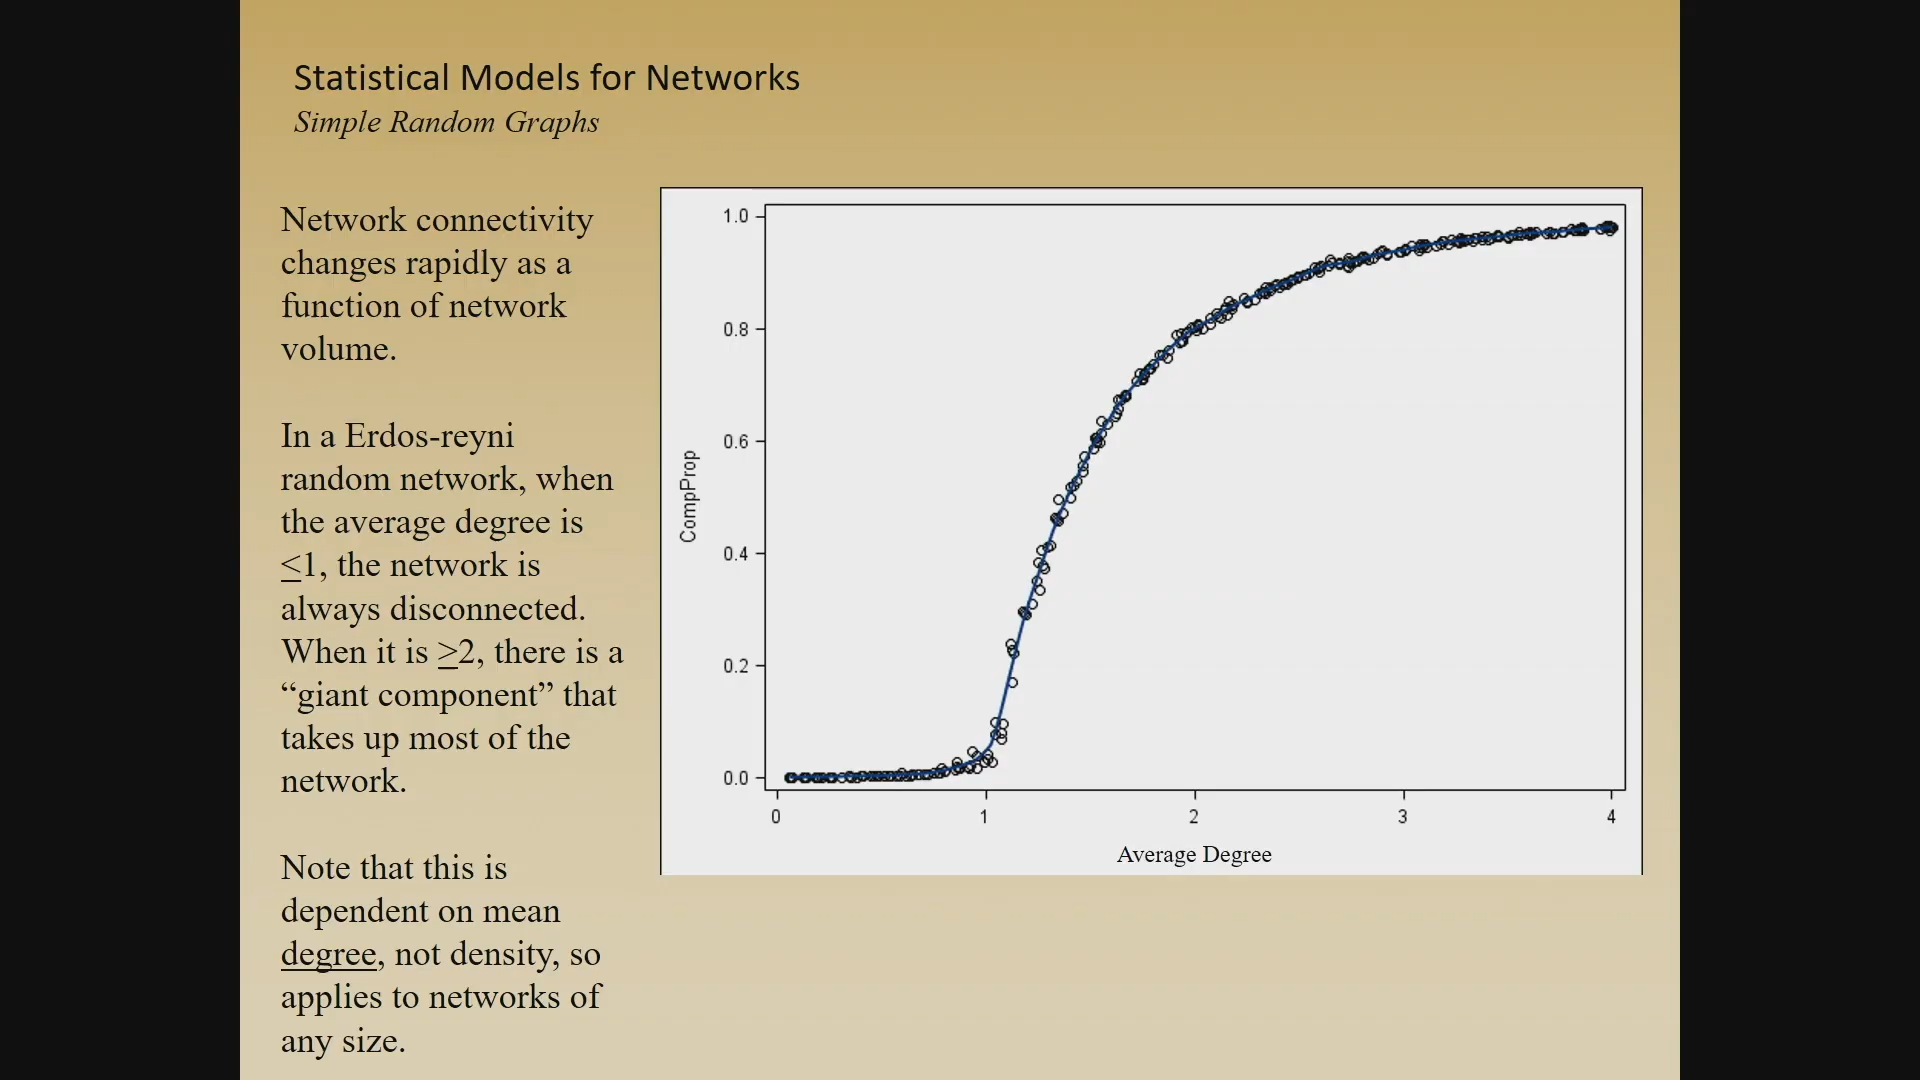 Statistical Models for Networks
Simple Random Graphs
Network connectivity
changes rapidly as a
function of network
volume.
In a Erdos-reyni
random network, when
the average degree is
<1, the network is
always disconnected.
When it is >2, there is a
“giant component” that
takes up most of the
network.
Note that this is
dependent on mean
degree, not density, so
applies to networks of
any size.
1.0
0.8
0.6
0.4
0.2
0.0
CompProp
0 1 2 3 4
Average Degree